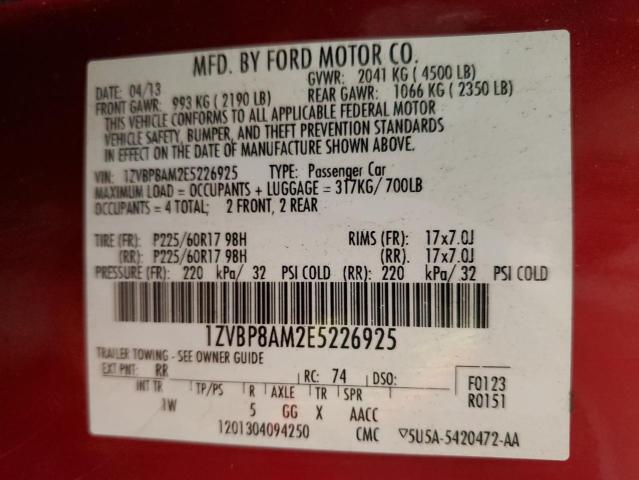 MFD. BY FORD MOTOR CO.
DATE: 04/13 GVWR: 2041 KG ( 4500 LB)
FRONT GAWR: 993 KG ( 2190 LB) REAR GAWR: 1066 KG ( 2350 LB)
THIS VEHICLE CONFORMS TO ALL APPLICABLE FEDERAL MOTOR
VEHICLE SAFETY, BUMPER, AND THEFT PREVENTION STANDARDS
IN EFFECT ON THE DATE OF MANUFACTURE SHOWN ABOVE.
VIN: 1ZVBP8AM2E5226925 TYPE: Passenger Car
MAXIMUM LOAD = OCCUPANTS + LUGGAGE = 317KG/ 700LB
OCCUPANTS = 4 TOTAL; 2 FRONT, 2 REAR
TIRE (FR): P225/60R17 98H RIMS (FR): 17x7.0J
(RR): P225/60R17 98H (RR). 17x7.0J
PRESSURE (FR): 220 kPa/ 32 PSI COLD (RR): 220 kPa/ 32 PSI COLD
1ZVBP8AM2E5226925
TRAILER TOWING - SEE OWNER GUIDE
EXT PNT: RR RC: 74 DSO: F0123
INT TR TP/PS R AXLE TR SPR R0151
1W 5 GG X AACC
1201304094250 CMC ▽5U5A-5420472-AA